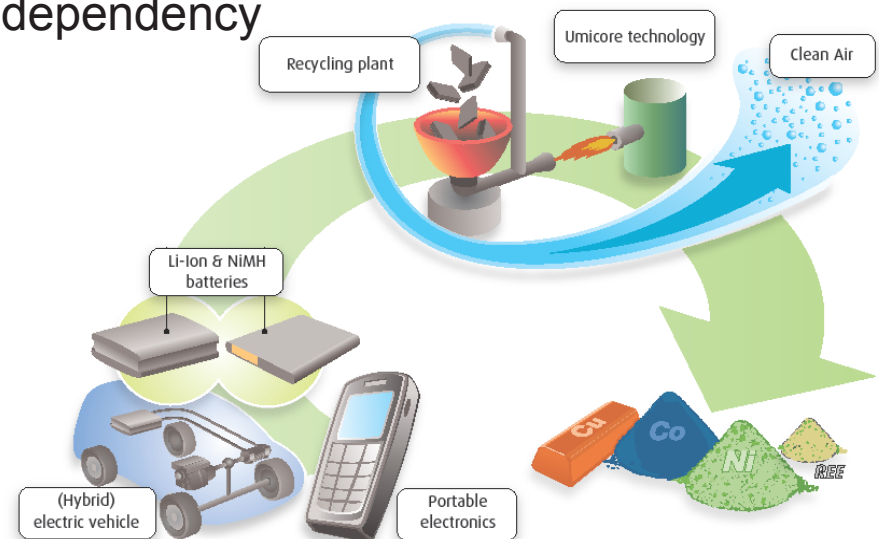 dependency
Recycling plant
Umicore technology
Clean Air
Li-Ion & NiMH
batteries
(Hybrid)
electric vehicle
Portable
electronics
Cu
Co
Ni
REE